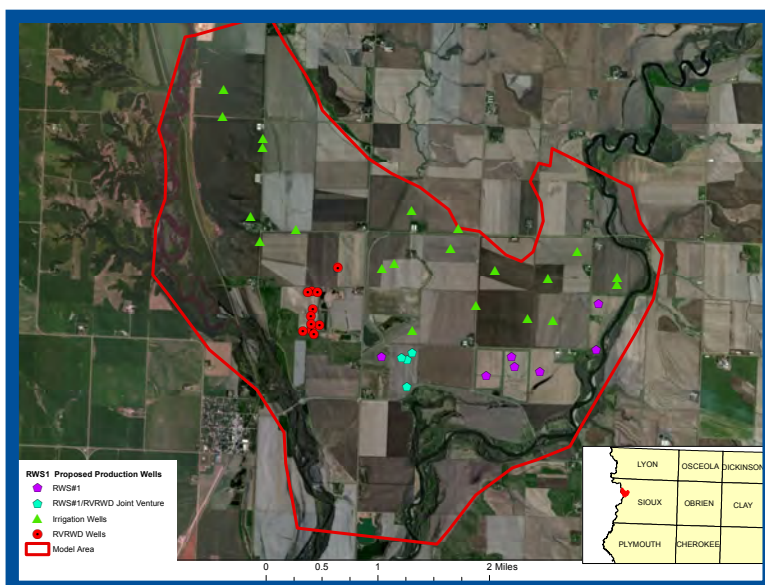 RWS1 Proposed Production Wells
RWS#1
RWS#1/RVRWD Joint Venture
Irrigation Wells
RVRWD Wells
Model Area
LYON OSCEOLA DICKINSON
SIOUX OBRIEN CLAY
PLYMOUTH CHEROKEE
0 0.5 1 2 Miles